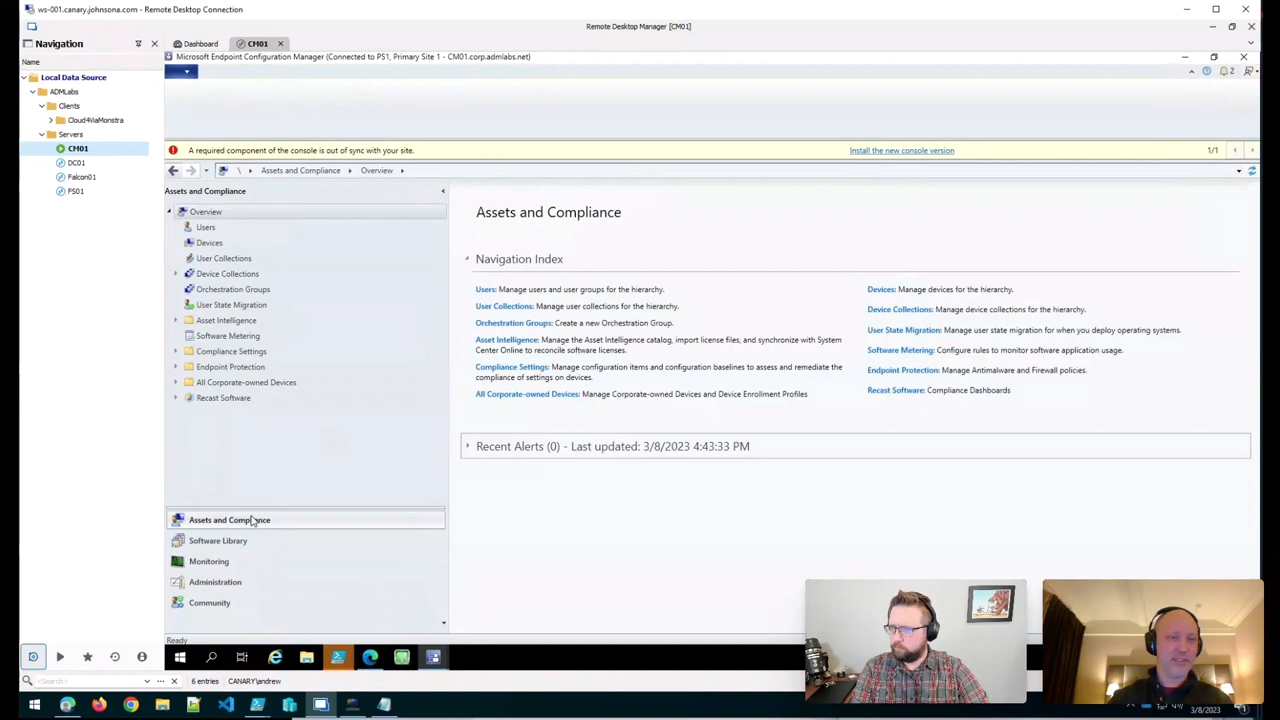 ws-001.canary.johnsona.com - Remote Desktop Connection
Remote Desktop Manager [CM01]
Navigation
Dashboard
CM01
Name
Microsoft Endpoint Configuration Manager (Connected to PS1, Primary Site 1 - CM01.corp.admlabs.net)
Local Data Source
ADMLabs
Clients
Cloud4ViaMonstra
Servers
CM01
DC01
Falcon01
FS01
2
A required component of the console is out of sync with your site.
Install the new console version
1/1
\ Assets and Compliance Overview
Assets and Compliance
Overview
Users
Devices
User Collections
Device Collections
Orchestration Groups
User State Migration
Asset Intelligence
Software Metering
Compliance Settings
Endpoint Protection
All Corporate-owned Devices
Recast Software
Assets and Compliance
Software Library
Monitoring
Administration
Community
Ready
Assets and Compliance
Navigation Index
Users: Manage users and user groups for the hierarchy.
User Collections: Manage user collections for the hierarchy.
Orchestration Groups: Create a new Orchestration Group.
Asset Intelligence: Manage the Asset Intelligence catalog, import license files, and synchronize with System
Center Online to reconcile software licenses.
Compliance Settings: Manage configuration items and configuration baselines to assess and remediate the
compliance of settings on devices.
All Corporate-owned Devices: Manage Corporate-owned Devices and Device Enrollment Profiles
Devices: Manage devices for the hierarchy.
Device Collections: Manage device collections for the hierarchy.
User State Migration: Manage user state migration for when you deploy operating systems.
Software Metering: Configure rules to monitor software application usage.
Endpoint Protection: Manage Antimalware and Firewall policies.
Recast Software: Compliance Dashboards
Recent Alerts (0) - Last updated: 3/8/2023 4:43:33 PM
<Search>
6 entries
CANARY\andrew
3/8/2023